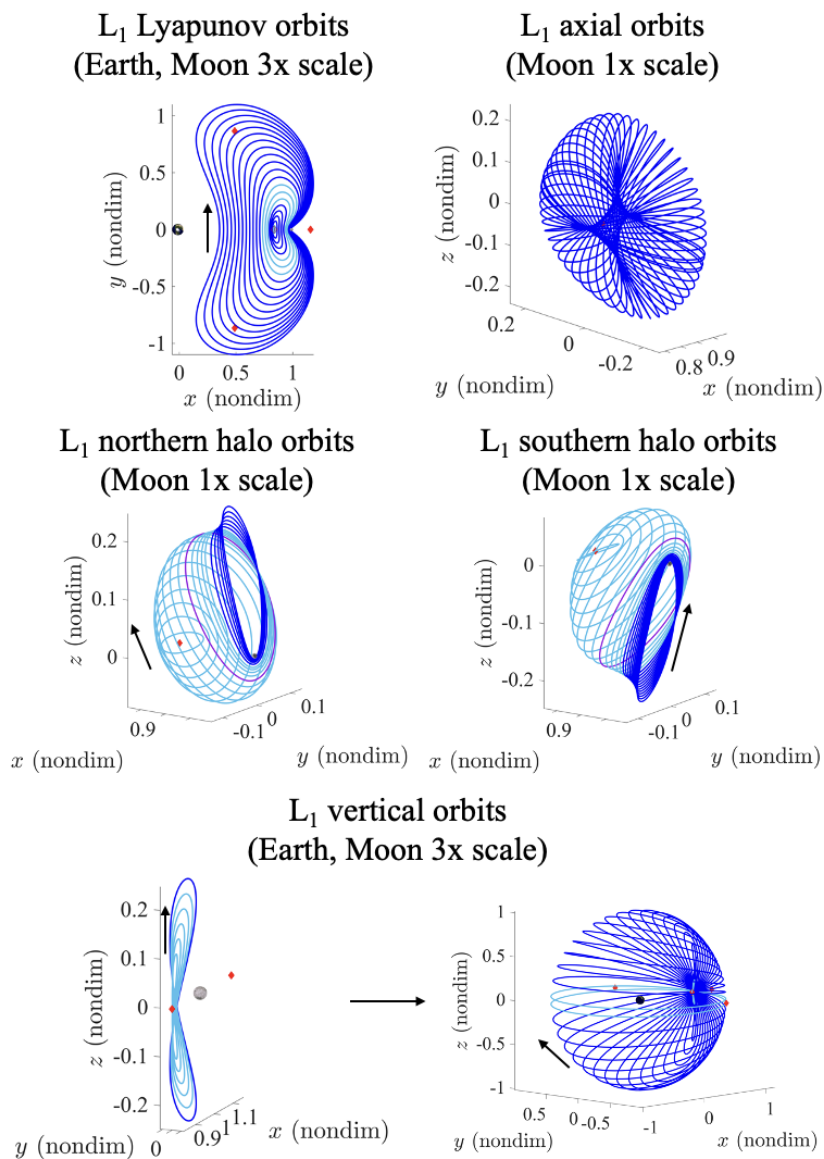 L₁ Lyapunov orbits
(Earth, Moon 3x scale)
1
0.5
0
-0.5
-1
y (nondim)
0 0.5 1
x (nondim)
L₁ axial orbits
(Moon 1x scale)
0.2
0.1
0
-0.1
-0.2
z (nondim)
0.2 0 -0.2
y (nondim)
0.8 0.9
x (nondim)
L₁ northern halo orbits
(Moon 1x scale)
0.2
0.1
0
z (nondim)
0.9
x (nondim)
-0.1 0 0.1
y (nondim)
L₁ southern halo orbits
(Moon 1x scale)
0
-0.1
-0.2
z (nondim)
0.9
x (nondim)
-0.1 0 0.1
y (nondim)
L₁ vertical orbits
(Earth, Moon 3x scale)
0.2
0.1
0
-0.1
-0.2
z (nondim)
0
y (nondim)
0.9 1 1.1
x (nondim)
1
0.5
0
-0.5
-1
z (nondim)
0.5 0 -0.5
y (nondim)
-1 0 1
x (nondim)